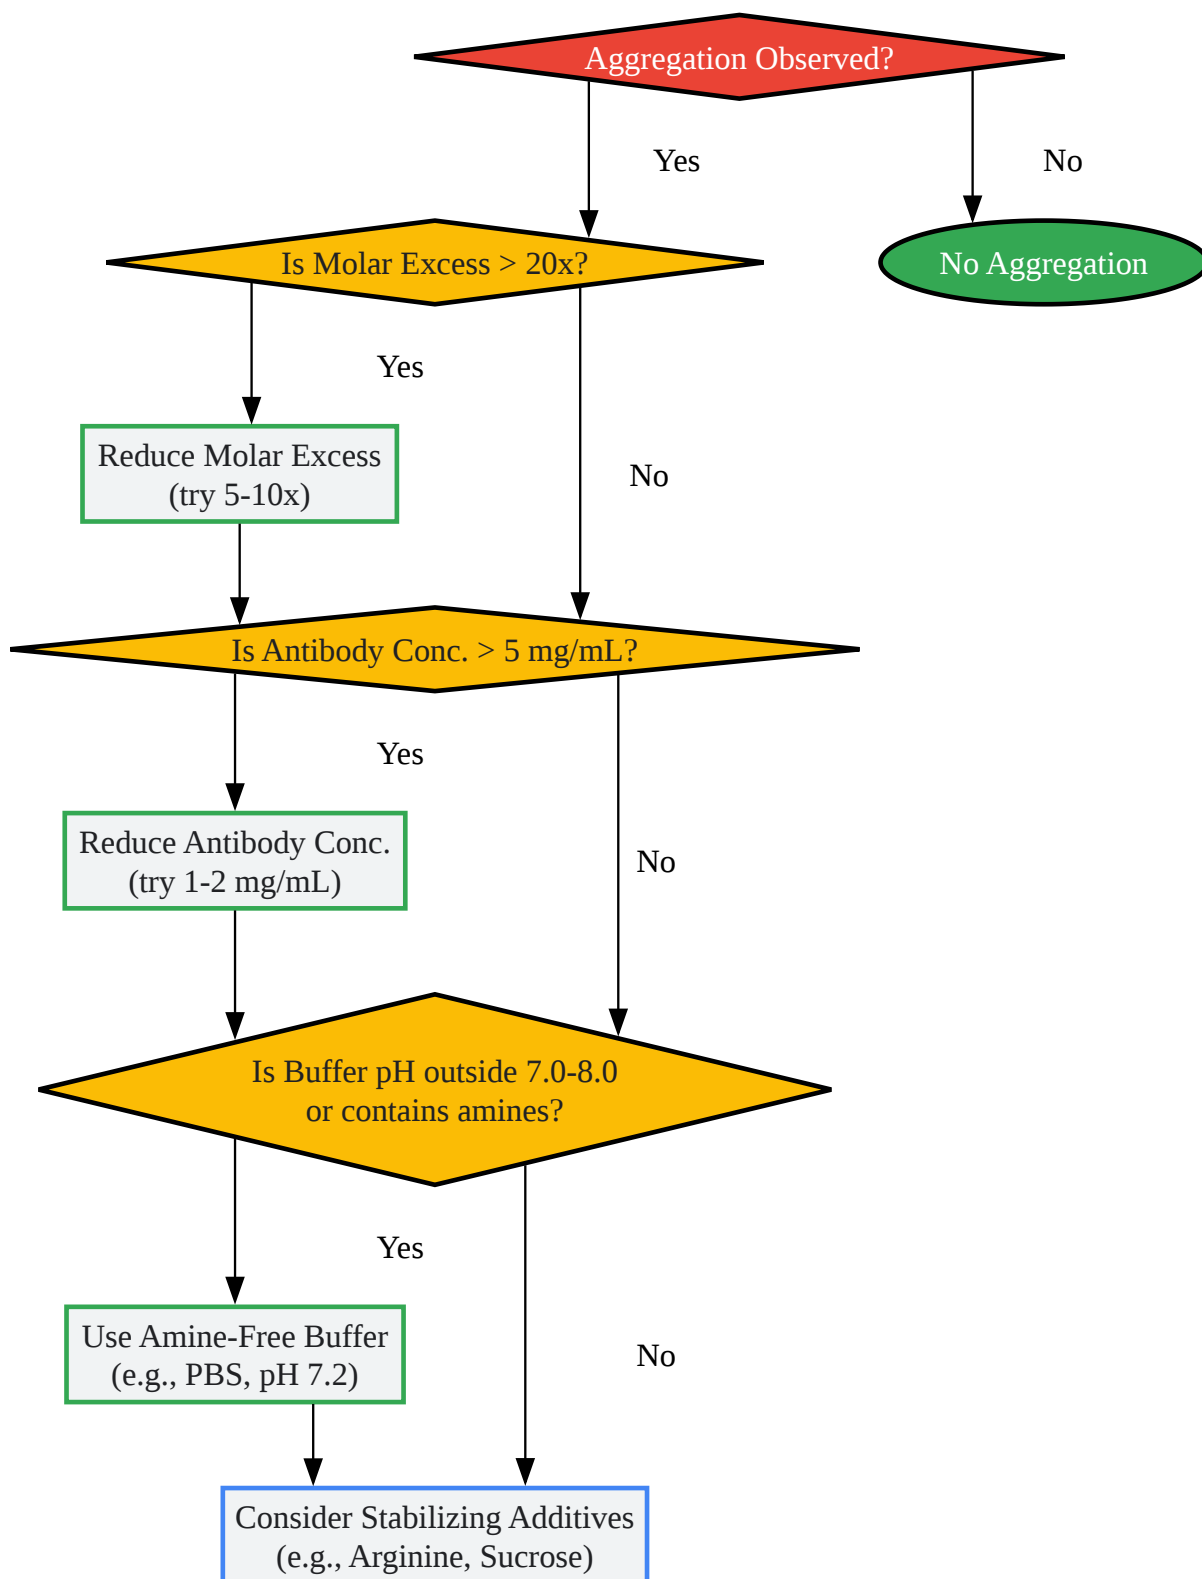 Aggregation Observed?
Yes
No
Is Molar Excess > 20x?
No Aggregation
Yes
Reduce Molar Excess
(try 5-10x)
No
Is Antibody Conc. > 5 mg/mL?
Yes
Reduce Antibody Conc.
(try 1-2 mg/mL)
No
Is Buffer pH outside 7.0-8.0
or contains amines?
Yes
Use Amine-Free Buffer
(e.g., PBS, pH 7.2)
No
Consider Stabilizing Additives
(e.g., Arginine, Sucrose)